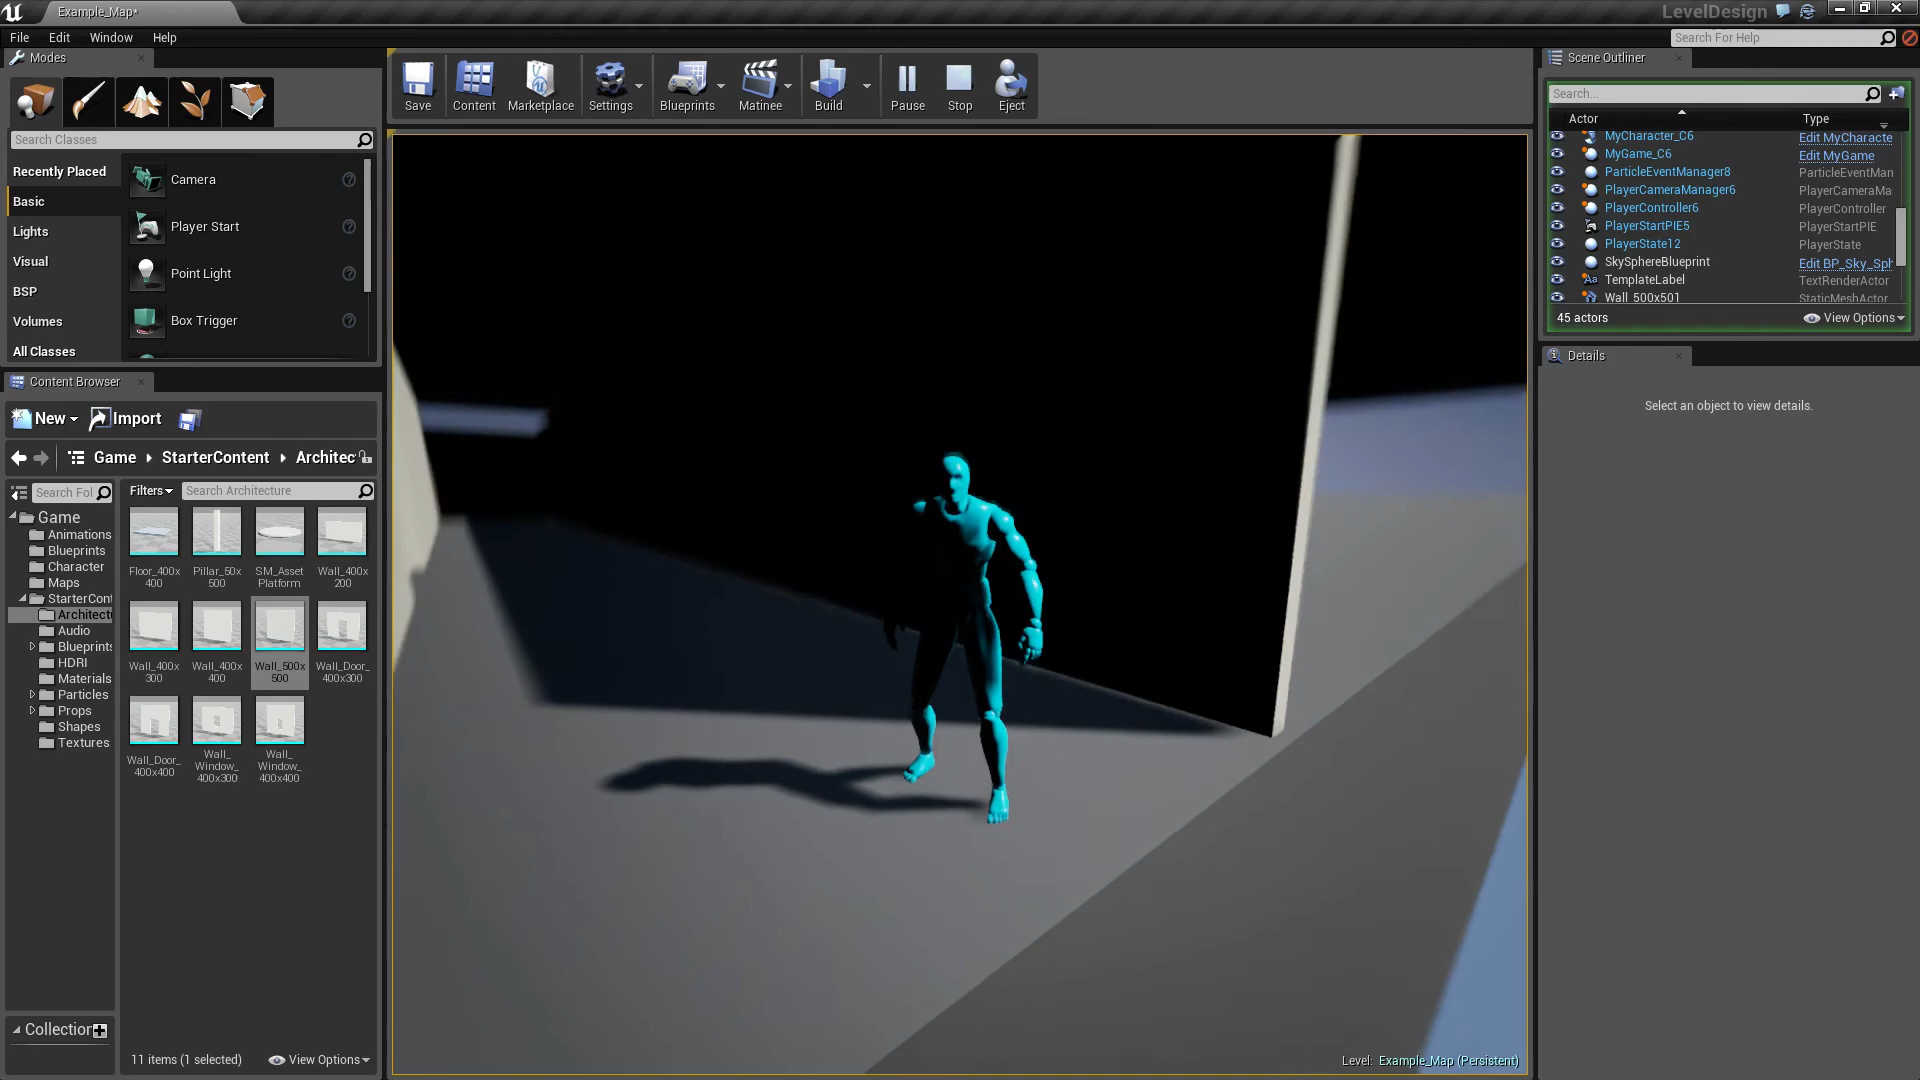 Example_Map*
LevelDesign
File
Edit
Window
Help
Search For Help
Modes
Save
Content
Marketplace
Settings
Blueprints
Matinee
Build
Pause
Stop
Eject
Search Classes
Recently Placed
Basic
Lights
Visual
BSP
Volumes
All Classes
Camera
Player Start
Point Light
Box Trigger
Content Browser
New
Import
Game
StarterContent
Architec
Search Fol
Filters
Search Architecture
Game
Animations
Blueprints
Character
Maps
StarterCont
Architectu
Audio
Blueprints
HDRI
Materials
Particles
Props
Shapes
Textures
Floor_400x
400
Pillar_50x
500
SM_Asset
Platform
Wall_400x
200
Wall_400x
300
Wall_400x
400
Wall_500x
500
Wall_Door_
400x300
Wall_Door_
400x400
Wall_
Window_
400x300
Wall_
Window_
400x400
Collection
11 items (1 selected)
View Options
Level: Example_Map (Persistent)
Scene Outliner
Search...
Actor
Type
MyCharacter_C6
Edit MyCharacte
MyGame_C6
Edit MyGame
ParticleEventManager8
ParticleEventMan
PlayerCameraManager6
PlayerCameraMa
PlayerController6
PlayerController
PlayerStartPIE5
PlayerStartPIE
PlayerState12
PlayerState
SkySphereBlueprint
Edit BP_Sky_Sph
TemplateLabel
TextRenderActor
Wall_500x501
StaticMeshActor
45 actors
View Options
Details
Select an object to view details.